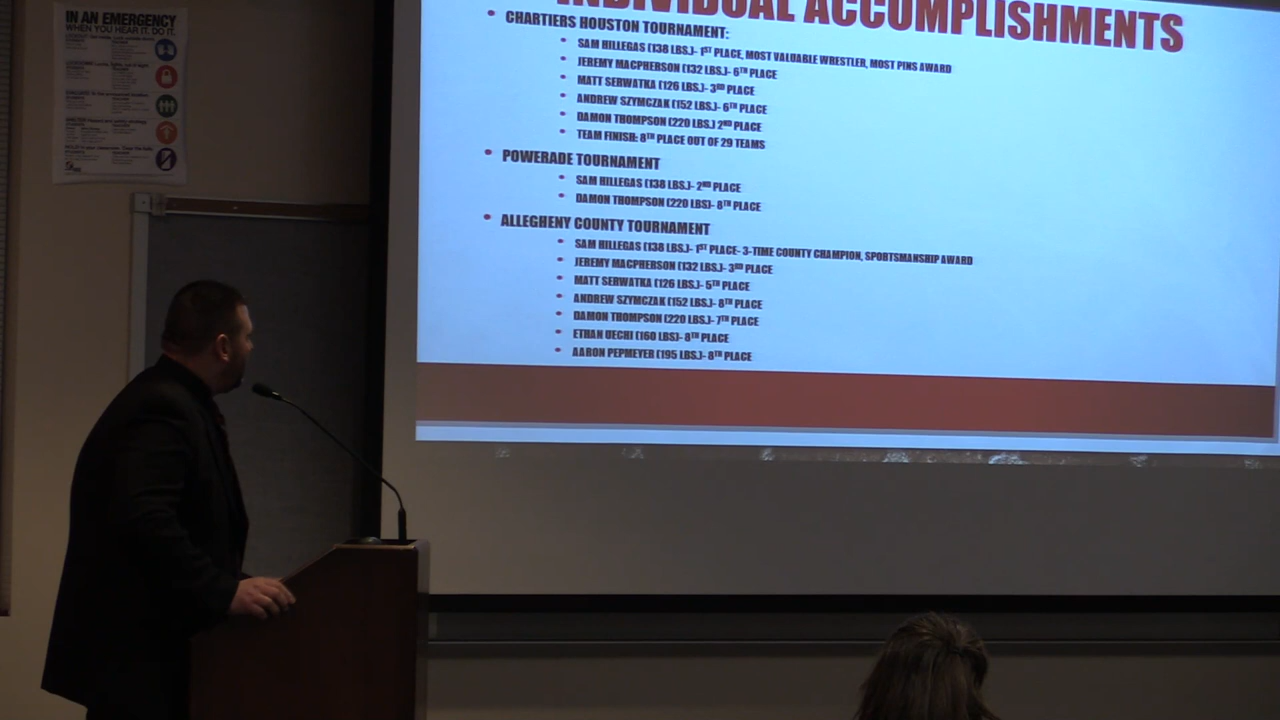 IN AN EMERGENCY
WHEN YOU HEAR IT. DO IT.
INDIVIDUAL ACCOMPLISHMENTS
• CHARTIERS HOUSTON TOURNAMENT:
• SAM HILLEGAS (138 LBS.)- 1ST PLACE, MOST VALUABLE WRESTLER, MOST PINS AWARD
• JEREMY MACPHERSON (132 LBS.)- 6TH PLACE
• MATT SERWATKA (126 LBS.)- 3RD PLACE
• ANDREW SZYMCZAK (152 LBS.)- 6TH PLACE
• DAMON THOMPSON (220 LBS.) 2ND PLACE
• TEAM FINISH: 8TH PLACE OUT OF 29 TEAMS
• POWERADE TOURNAMENT
• SAM HILLEGAS (138 LBS.)- 2ND PLACE
• DAMON THOMPSON (220 LBS)- 8TH PLACE
• ALLEGHENY COUNTY TOURNAMENT
• SAM HILLEGAS (138 LBS.)- 1ST PLACE- 3-TIME COUNTY CHAMPION, SPORTSMANSHIP AWARD
• JEREMY MACPHERSON (132 LBS.)- 3RD PLACE
• MATT SERWATKA (126 LBS.)- 5TH PLACE
• ANDREW SZYMCZAK (152 LBS.)- 8TH PLACE
• DAMON THOMPSON (220 LBS.)- 7TH PLACE
• ETHAN UECHI (160 LBS)- 8TH PLACE
• AARON PEPMEYER (195 LBS.)- 8TH PLACE